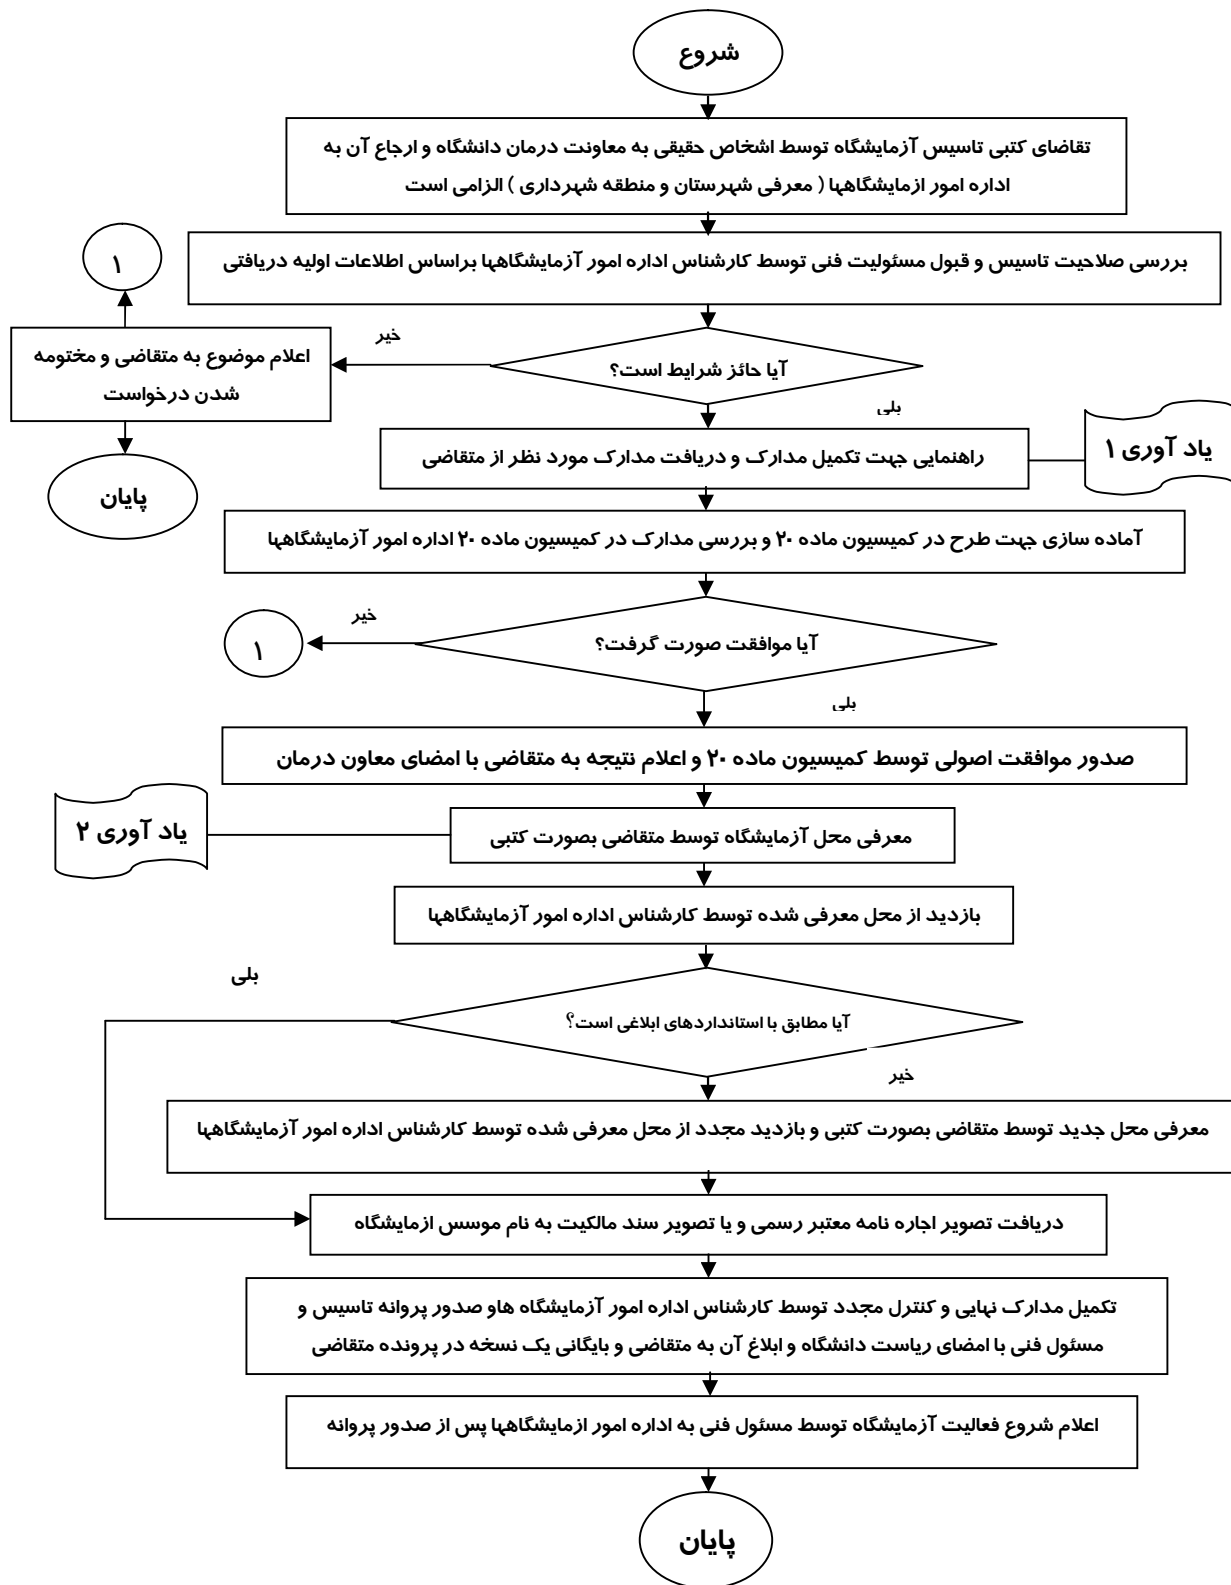 شروع
تقاضای کتبی تاسیس آزمایشگاه توسط اشخاص حقیقی به معاونت درمان دانشگاه و ارجاع آن به
اداره امور ازمایشگاهها ( معرفی شهرستان و منطقه شهرداری ) الزامی است
بررسی صلاحیت تاسیس و قبول مسئولیت فنی توسط کارشناس اداره امور آزمایشگاهها براساس اطلاعات اولیه دریافتی
۱
آیا حائز شرایط است؟
خیر
اعلام موضوع به متقاضی و مختومه
شدن درخواست
پایان
بلی
راهنمایی جهت تکمیل مدارک و دریافت مدارک مورد نظر از متقاضی
یاد آوری ۱
آماده سازی جهت طرح در کمیسیون ماده ۲۰ و بررسی مدارک در کمیسیون ماده ۲۰ اداره امور آزمایشگاهها
آیا موافقت صورت گرفت؟
خیر
۱
بلی
صدور موافقت اصولی توسط کمیسیون ماده ۲۰ و اعلام نتیجه به متقاضی با امضای معاون درمان
معرفی محل آزمایشگاه توسط متقاضی بصورت کتبی
یاد آوری ۲
بازدید از محل معرفی شده توسط کارشناس اداره امور آزمایشگاهها
بلی
آیا مطابق با استانداردهای ابلاغی است؟
خیر
معرفی محل جدید توسط متقاضی بصورت کتبی و بازدید مجدد از محل معرفی شده توسط کارشناس اداره امور آزمایشگاهها
دریافت تصویر اجاره نامه معتبر رسمی و یا تصویر سند مالکیت به نام موسس ازمایشگاه
تکمیل مدارک نهایی و کنترل مجدد توسط کارشناس اداره امور آزمایشگاه هاو صدور پروانه تاسیس و
مسئول فنی با امضای ریاست دانشگاه و ابلاغ آن به متقاضی و بایگانی یک نسخه در پرونده متقاضی
اعلام شروع فعالیت آزمایشگاه توسط مسئول فنی به اداره امور ازمایشگاهها پس از صدور پروانه
پایان